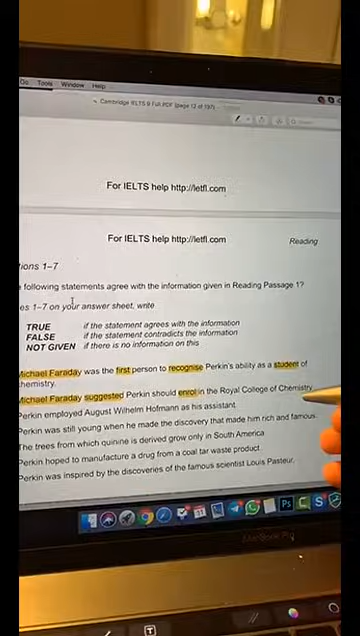 Tools Window Help
Cambridge IELTS 9 Full.PDF (page 12 of 197)
For IELTS help http://ietfl.com
For IELTS help http://ietfl.com Reading
ions 1–7
following statements agree with the information given in Reading Passage 1?
es 1–7 on your answer sheet, write
TRUE if the statement agrees with the information
FALSE if the statement contradicts the information
NOT GIVEN if there is no information on this
Michael Faraday was the first person to recognise Perkin's ability as a student of
chemistry.
Michael Faraday suggested Perkin should enrol in the Royal College of Chemistry.
Perkin employed August Wilhelm Hofmann as his assistant.
Perkin was still young when he made the discovery that made him rich and famous.
The trees from which quinine is derived grow only in South America
Perkin hoped to manufacture a drug from a coal tar waste product.
Perkin was inspired by the discoveries of the famous scientist Louis Pasteur.
MacBook Pro